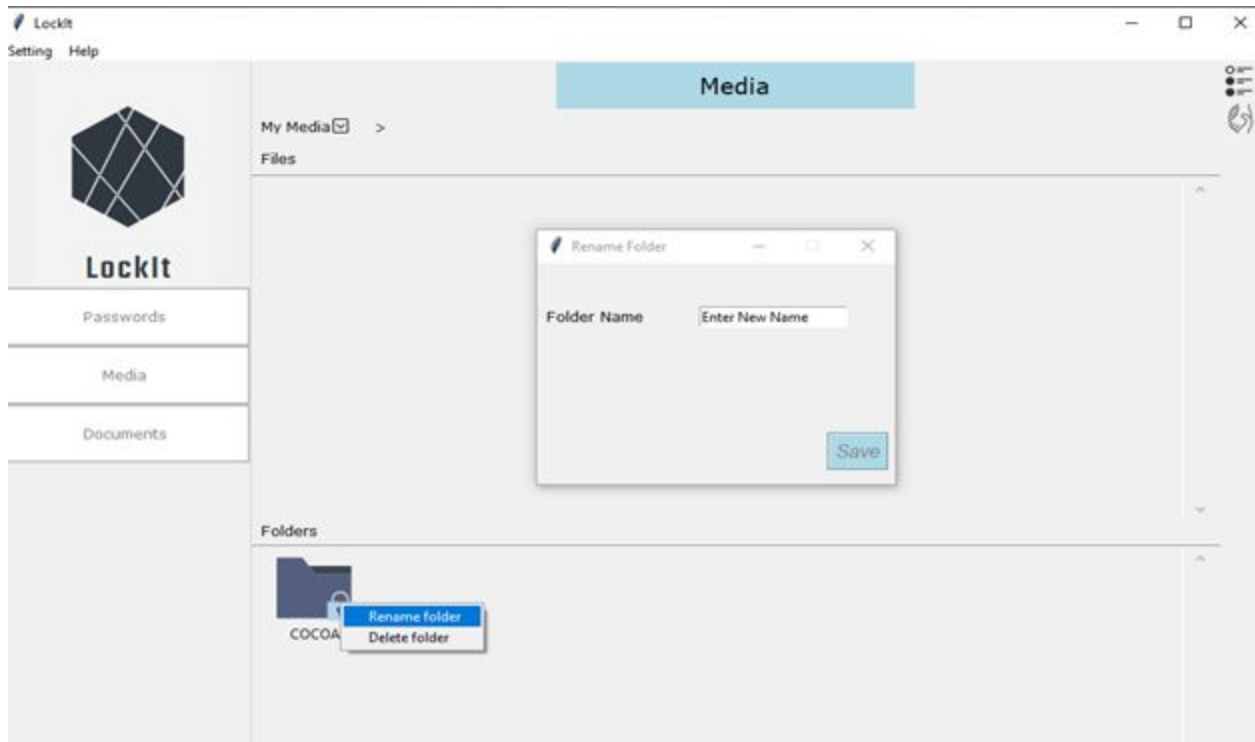 LockIt
Setting Help
Media
My Media >
Files
LockIt
Passwords
Media
Documents
Rename Folder
Folder Name Enter New Name
Save
Folders
COCOA
Rename folder
Delete folder